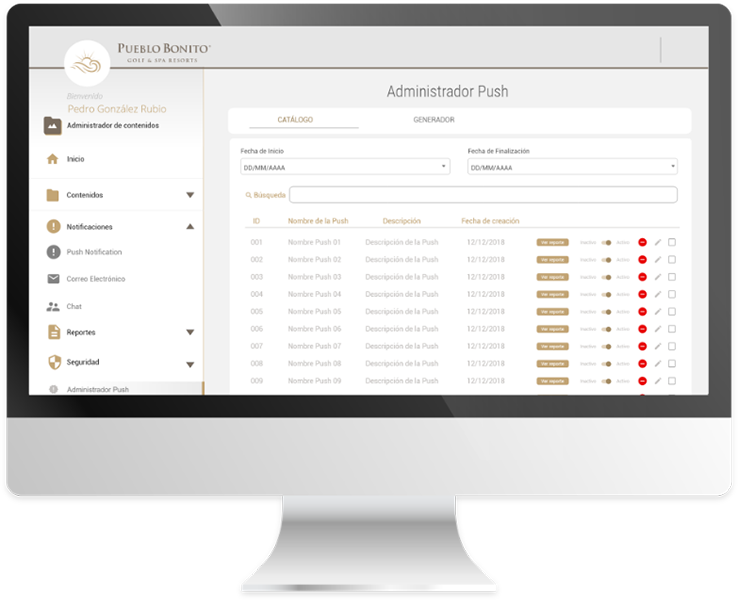 PUEBLO BONITO
GOLF & SPA RESORTS
Bienvenido
Pedro González Rubio
Administrador de contenidos
Inicio
Contenidos
Notificaciones
Push Notification
Correo Electrónico
Chat
Reportes
Seguridad
Administrador Push
Administrador Push
CATÁLOGO GENERADOR
Fecha de Inicio Fecha de Finalización
DD/MM/AAAA DD/MM/AAAA
Búsqueda
ID Nombre de la Push Descripción Fecha de creación
001 Nombre Push 01 Descripción de la Push 12/12/2018 Ver reporte Inactivo Activo
002 Nombre Push 02 Descripción de la Push 12/12/2018 Ver reporte Inactivo Activo
003 Nombre Push 03 Descripción de la Push 12/12/2018 Ver reporte Inactivo Activo
004 Nombre Push 04 Descripción de la Push 12/12/2018 Ver reporte Inactivo Activo
005 Nombre Push 05 Descripción de la Push 12/12/2018 Ver reporte Inactivo Activo
006 Nombre Push 06 Descripción de la Push 12/12/2018 Ver reporte Inactivo Activo
007 Nombre Push 07 Descripción de la Push 12/12/2018 Ver reporte Inactivo Activo
008 Nombre Push 08 Descripción de la Push 12/12/2018 Ver reporte Inactivo Activo
009 Nombre Push 09 Descripción de la Push 12/12/2018 Ver reporte Inactivo Activo